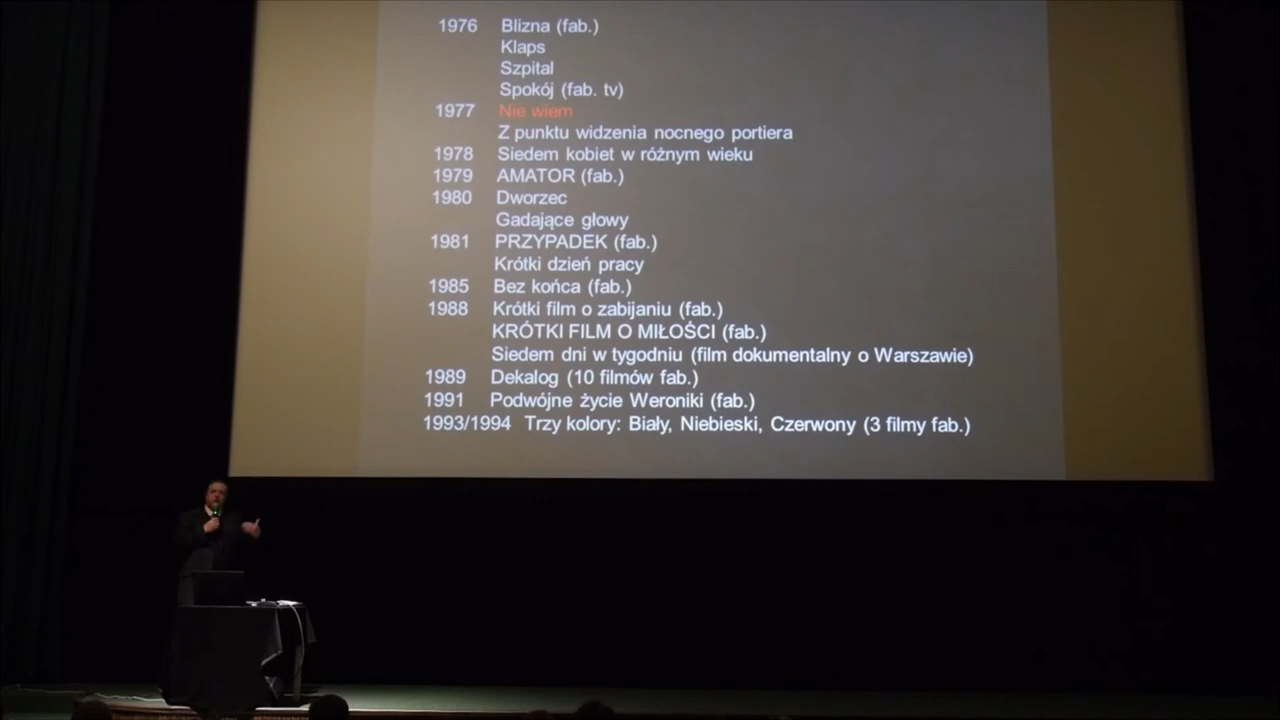 1976 Blizna (fab.)
Klaps
Szpital
Spokój (fab. tv)
1977 Nie wiem
Z punktu widzenia nocnego portiera
1978 Siedem kobiet w różnym wieku
1979 AMATOR (fab.)
1980 Dworzec
Gadające głowy
1981 PRZYPADEK (fab.)
Krótki dzień pracy
1985 Bez końca (fab.)
1988 Krótki film o zabijaniu (fab.)
KRÓTKI FILM O MIŁOŚCI (fab.)
Siedem dni w tygodniu (film dokumentalny o Warszawie)
1989 Dekalog (10 filmów fab.)
1991 Podwójne życie Weroniki (fab.)
1993/1994 Trzy kolory: Biały, Niebieski, Czerwony (3 filmy fab.)